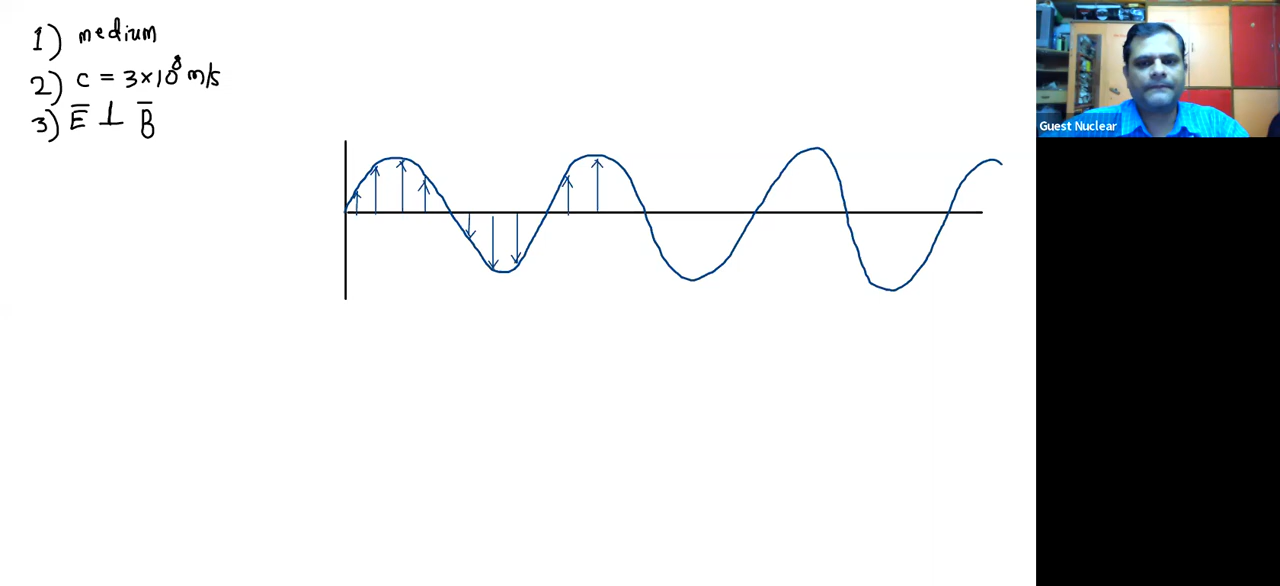 1) medium
2) c = 3×10⁸ m/s
3) E̅ ⊥ B̅
Guest Nuclear